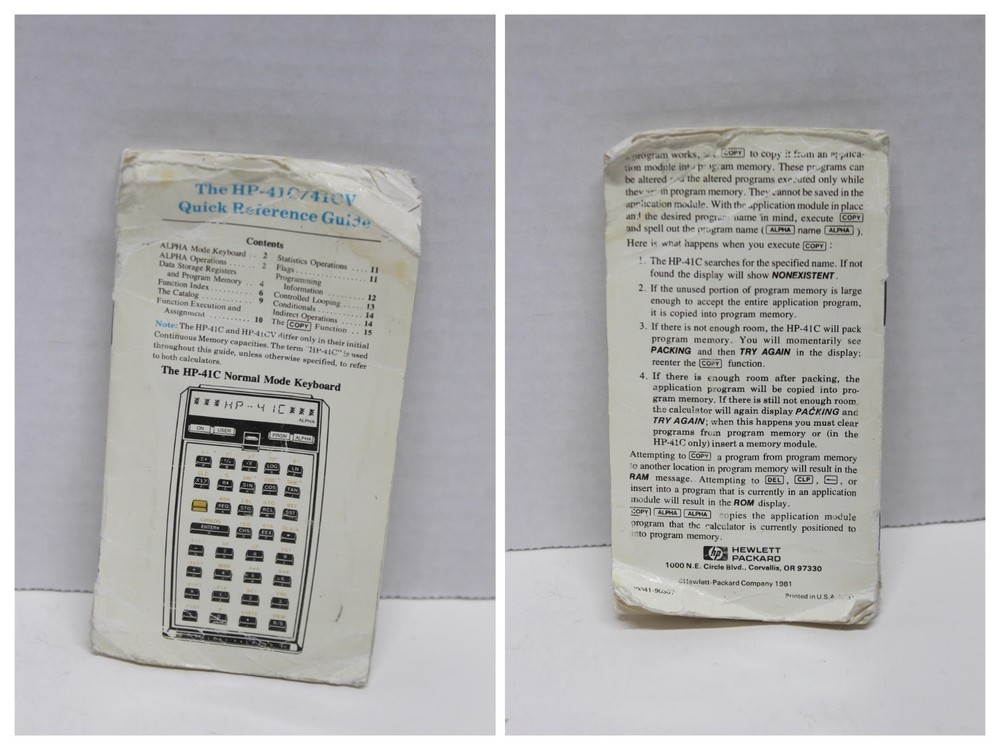 The HP-41C/41CV
Quick Reference Guide
Contents
ALPHA Mode Keyboard . . 2
ALPHA Operations . . . . . . 2
Data Storage Registers
and Program Memory . . 4
Function Index . . . . . . . . . 6
The Catalog . . . . . . . . . . . 9
Function Execution and
Assignment . . . . . . . . . 10
Statistics Operations . . . . 11
Flags . . . . . . . . . . . . . . . . 11
Programming
Information . . . . . . . . . 12
Controlled Looping . . . . . 13
Conditionals . . . . . . . . . . 14
Indirect Operations . . . . . 14
The COPY Function . . 15
Note: The HP-41C and HP-41CV differ only in their initial
Continuous Memory capacities. The term "HP-41C" is used
throughout this guide, unless otherwise specified, to refer
to both calculators.
The HP-41C Normal Mode Keyboard
HP-41C
ALPHA
ON USER PRGM ALPHA
LOG LN
SIN COS TAN
XEQ STO RCL SST
ENTER↑ CHS EEX
R/S
program works, COPY to copy it from an applica-
tion module into program memory. These programs can
be altered and the altered programs executed only while
they are in program memory. They cannot be saved in the
application module. With the application module in place
and the desired program name in mind, execute COPY
and spell out the program name ( ALPHA name ALPHA ).
Here is what happens when you execute COPY :
1. The HP-41C searches for the specified name. If not
found the display will show NONEXISTENT.
2. If the unused portion of program memory is large
enough to accept the entire application program,
it is copied into program memory.
3. If there is not enough room, the HP-41C will pack
program memory. You will momentarily see
PACKING and then TRY AGAIN in the display;
reenter the COPY function.
4. If there is enough room after packing, the
application program will be copied into pro-
gram memory. If there is still not enough room
the calculator will again display PACKING and
TRY AGAIN; when this happens you must clear
programs from program memory or (in the
HP-41C only) insert a memory module.
Attempting to COPY a program from program memory
to another location in program memory will result in the
RAM message. Attempting to DEL , CLP , ← , or
insert into a program that is currently in an application
module will result in the ROM display.
COPY ALPHA ALPHA copies the application module
program that the calculator is currently positioned to
into program memory.
hp HEWLETT
PACKARD
1000 N.E. Circle Blvd., Corvallis, OR 97330
©Hewlett-Packard Company 1981
Printed in U.S.A.